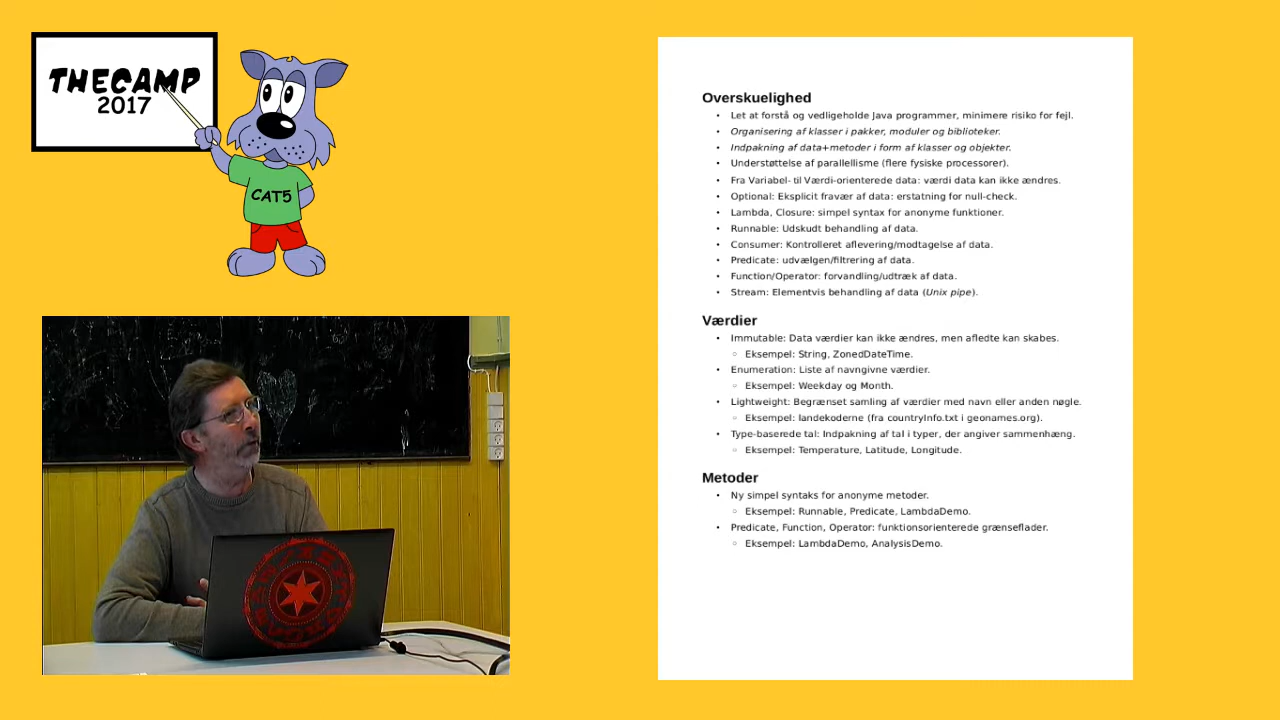 THECAMP
2017
CAT5
Overskuelighed
• Let at forstå og vedligeholde Java programmer, minimere risiko for fejl.
• Organisering af klasser i pakker, moduler og biblioteker.
• Indpakning af data+metoder i form af klasser og objekter.
• Understøttelse af parallellisme (flere fysiske processorer).
• Fra Variabel- til Værdi-orienterede data: værdi data kan ikke ændres.
• Optional: Eksplicit fravær af data: erstatning for null-check.
• Lambda, Closure: simpel syntax for anonyme funktioner.
• Runnable: Udskudt behandling af data.
• Consumer: Kontrolleret aflevering/modtagelse af data.
• Predicate: udvælgen/filtrering af data.
• Function/Operator: forvandling/udtræk af data.
• Stream: Elementvis behandling af data (Unix pipe).
Værdier
• Immutable: Data værdier kan ikke ændres, men afledte kan skabes.
◦ Eksempel: String, ZonedDateTime.
• Enumeration: Liste af navngivne værdier.
◦ Eksempel: Weekday og Month.
• Lightweight: Begrænset samling af værdier med navn eller anden nøgle.
◦ Eksempel: landekoderne (fra countryInfo.txt i geonames.org).
• Type-baserede tal: Indpakning af tal i typer, der angiver sammenhæng.
◦ Eksempel: Temperature, Latitude, Longitude.
Metoder
• Ny simpel syntaks for anonyme metoder.
◦ Eksempel: Runnable, Predicate, LambdaDemo.
• Predicate, Function, Operator: funktionsorienterede grænseflader.
◦ Eksempel: LambdaDemo, AnalysisDemo.